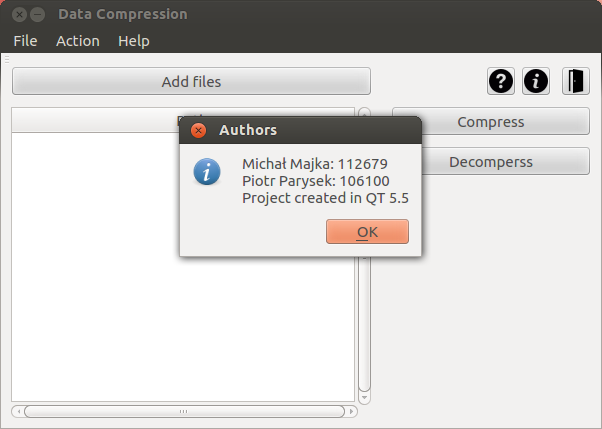 Data Compression
File Action Help
Add files
Compress
Decomperss
Authors
Michał Majka: 112679
Piotr Parysek: 106100
Project created in QT 5.5
OK